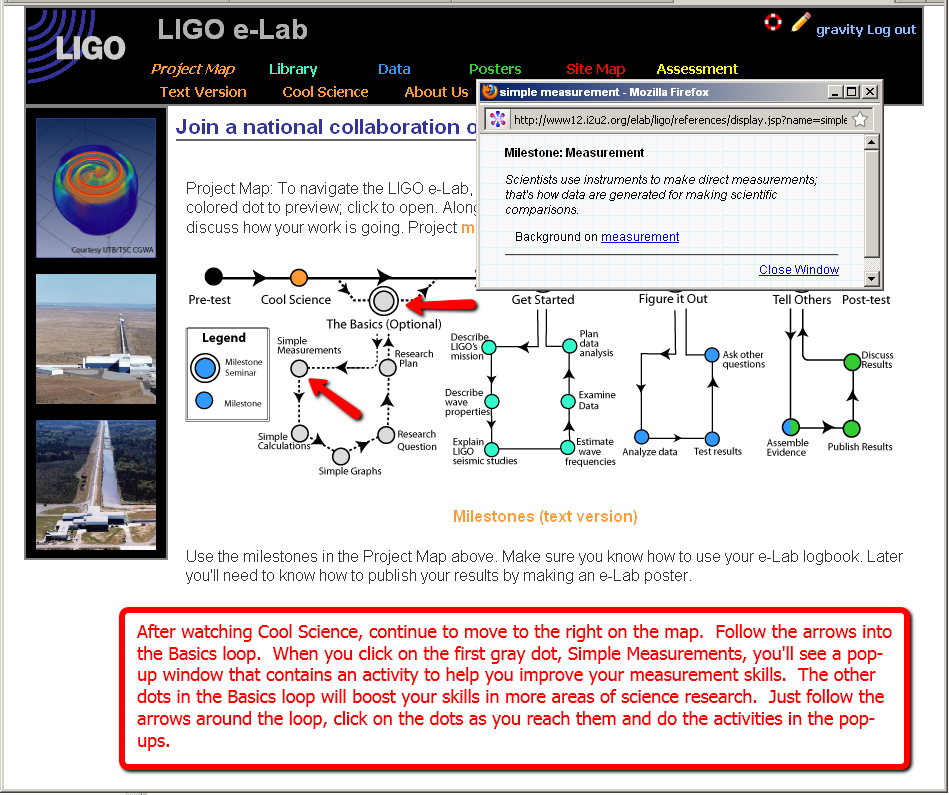 LIGO
LIGO e-Lab
gravity Log out
Project Map Library Data Posters Site Map Assessment
Text Version Cool Science About Us
simple measurement - Mozilla Firefox
http://www12.i2u2.org/elab/ligo/references/display.jsp?name=simple
Milestone: Measurement
Scientists use instruments to make direct measurements;
that's how data are generated for making scientific
comparisons.
Background on measurement
Close Window
Join a national collaboration o
Project Map: To navigate the LIGO e-Lab,
colored dot to preview; click to open. Along
discuss how your work is going. Project m
Courtesy UTB/TSC CGWA
Pre-test
Cool Science
The Basics (Optional)
Get Started
Figure it Out
Tell Others
Post-test
Legend
Milestone
Seminar
Milestone
Simple
Measurements
Research
Plan
Simple
Calculations
Simple Graphs
Research
Question
Describe
LIGO's
mission
Plan
data
analysis
Describe
wave
properties
Examine
Data
Explain
LIGO
seismic studies
Estimate
wave
frequencies
Ask other
questions
Analyze data
Test results
Discuss
Results
Assemble
Evidence
Publish Results
Milestones (text version)
Use the milestones in the Project Map above. Make sure you know how to use your e-Lab logbook. Later
you'll need to know how to publish your results by making an e-Lab poster.
After watching Cool Science, continue to move to the right on the map. Follow the arrows into
the Basics loop. When you click on the first gray dot, Simple Measurements, you'll see a pop-
up window that contains an activity to help you improve your measurement skills. The other
dots in the Basics loop will boost your skills in more areas of science research. Just follow the
arrows around the loop, click on the dots as you reach them and do the activities in the pop-
ups.